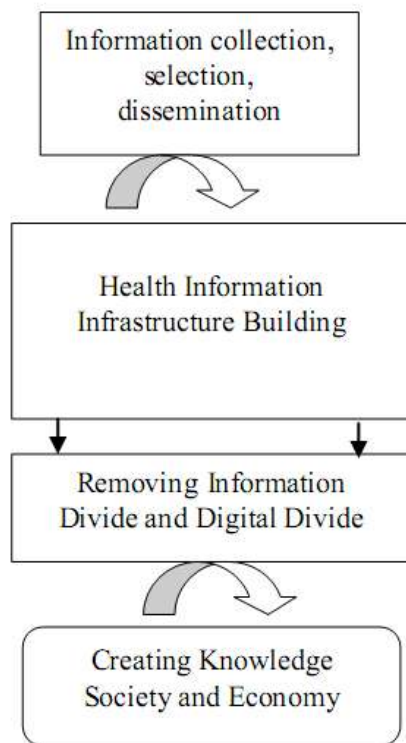 Information collection,
selection,
dissemination
Health Information
Infrastructure Building
Removing Information
Divide and Digital Divide
Creating Knowledge
Society and Economy